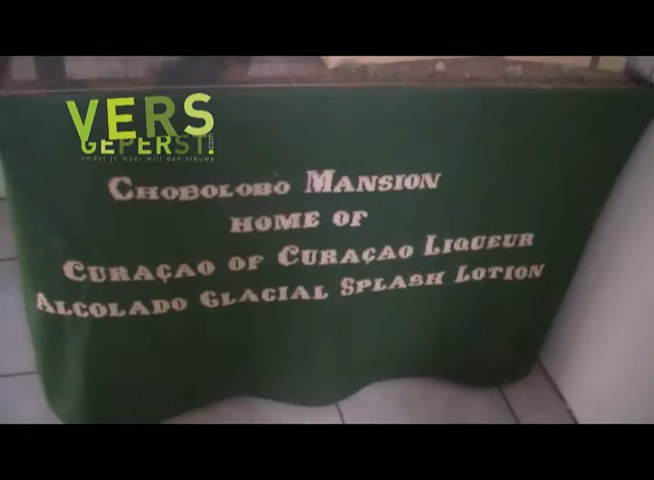 VERS
GEPERST!.com
omdat je meer wilt dan nieuws
CHOBOLOBO MANSION
HOME OF
CURAÇAO OF CURAÇAO LIQUEUR
ALCOLADO GLACIAL SPLASH LOTION